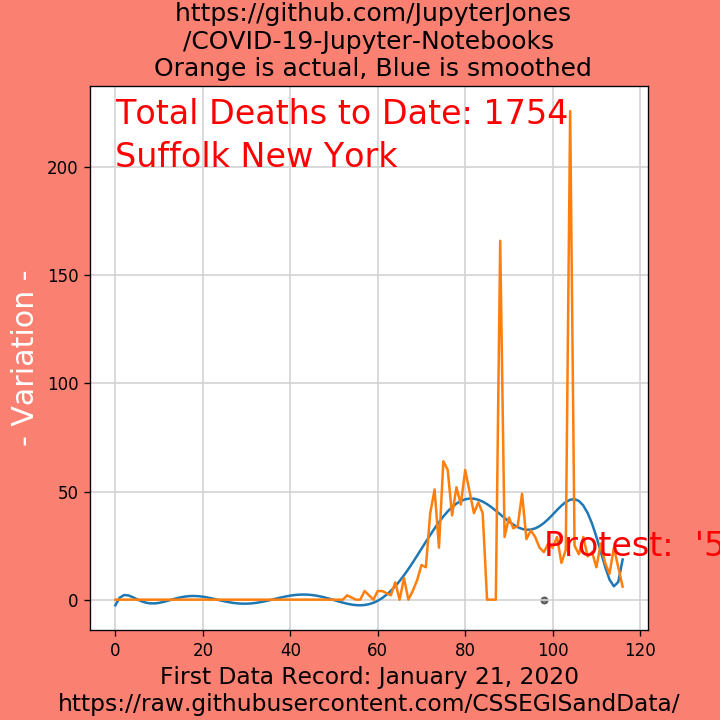 https://github.com/JupyterJones
/COVID-19-Jupyter-Notebooks
Orange is actual, Blue is smoothed
Total Deaths to Date: 1754
Suffolk New York
200
150
100
50
0
- Variation -
Protest: '5
0 20 40 60 80 100 120
First Data Record: January 21, 2020
https://raw.githubusercontent.com/CSSEGISandData/